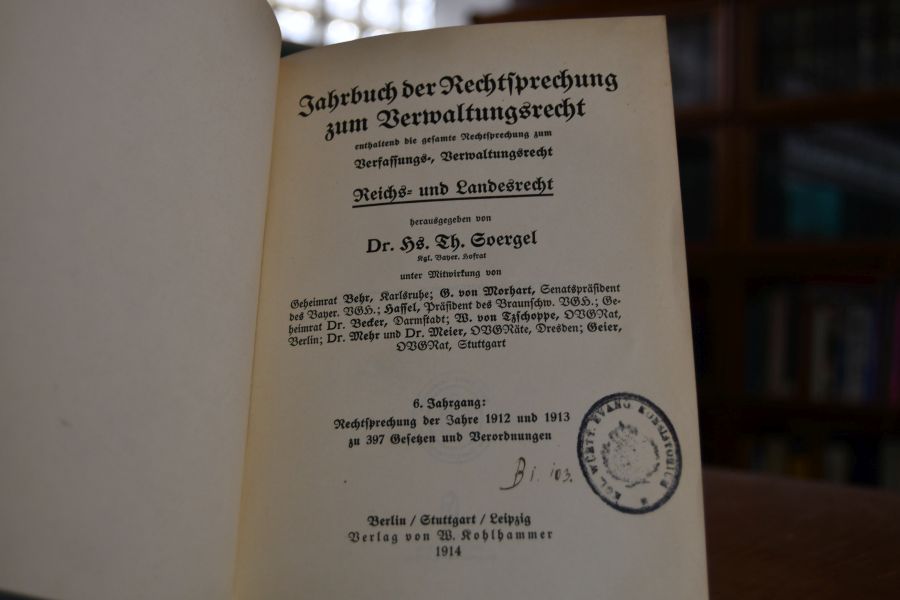 Jahrbuch der Rechtsprechung
zum Verwaltungsrecht
enthaltend die gesamte Rechtsprechung zum
Verfassungs-, Verwaltungsrecht
Reichs- und Landesrecht
herausgegeben von
Dr. Hs. Th. Soergel
Kgl. Bayer. Hofrat
unter Mitwirkung von
Geheimrat Behr, Karlsruhe; G. von Morhart, Senatspräsident
des Bayer. VGH.; Hassel, Präsident des Braunschw. VGH.; Ge-
heimrat Dr. Becker, Darmstadt; W. von Tzschoppe, OVGRat,
Berlin; Dr. Mehr und Dr. Meier, OVGRäte, Dresden; Geier,
OVGRat, Stuttgart
6. Jahrgang:
Rechtsprechung der Jahre 1912 und 1913
zu 397 Gesetzen und Verordnungen
KGL. WÜRTT. EVANG. KONSISTORIUM
Bi. 103.
Berlin / Stuttgart / Leipzig
Verlag von W. Kohlhammer
1914